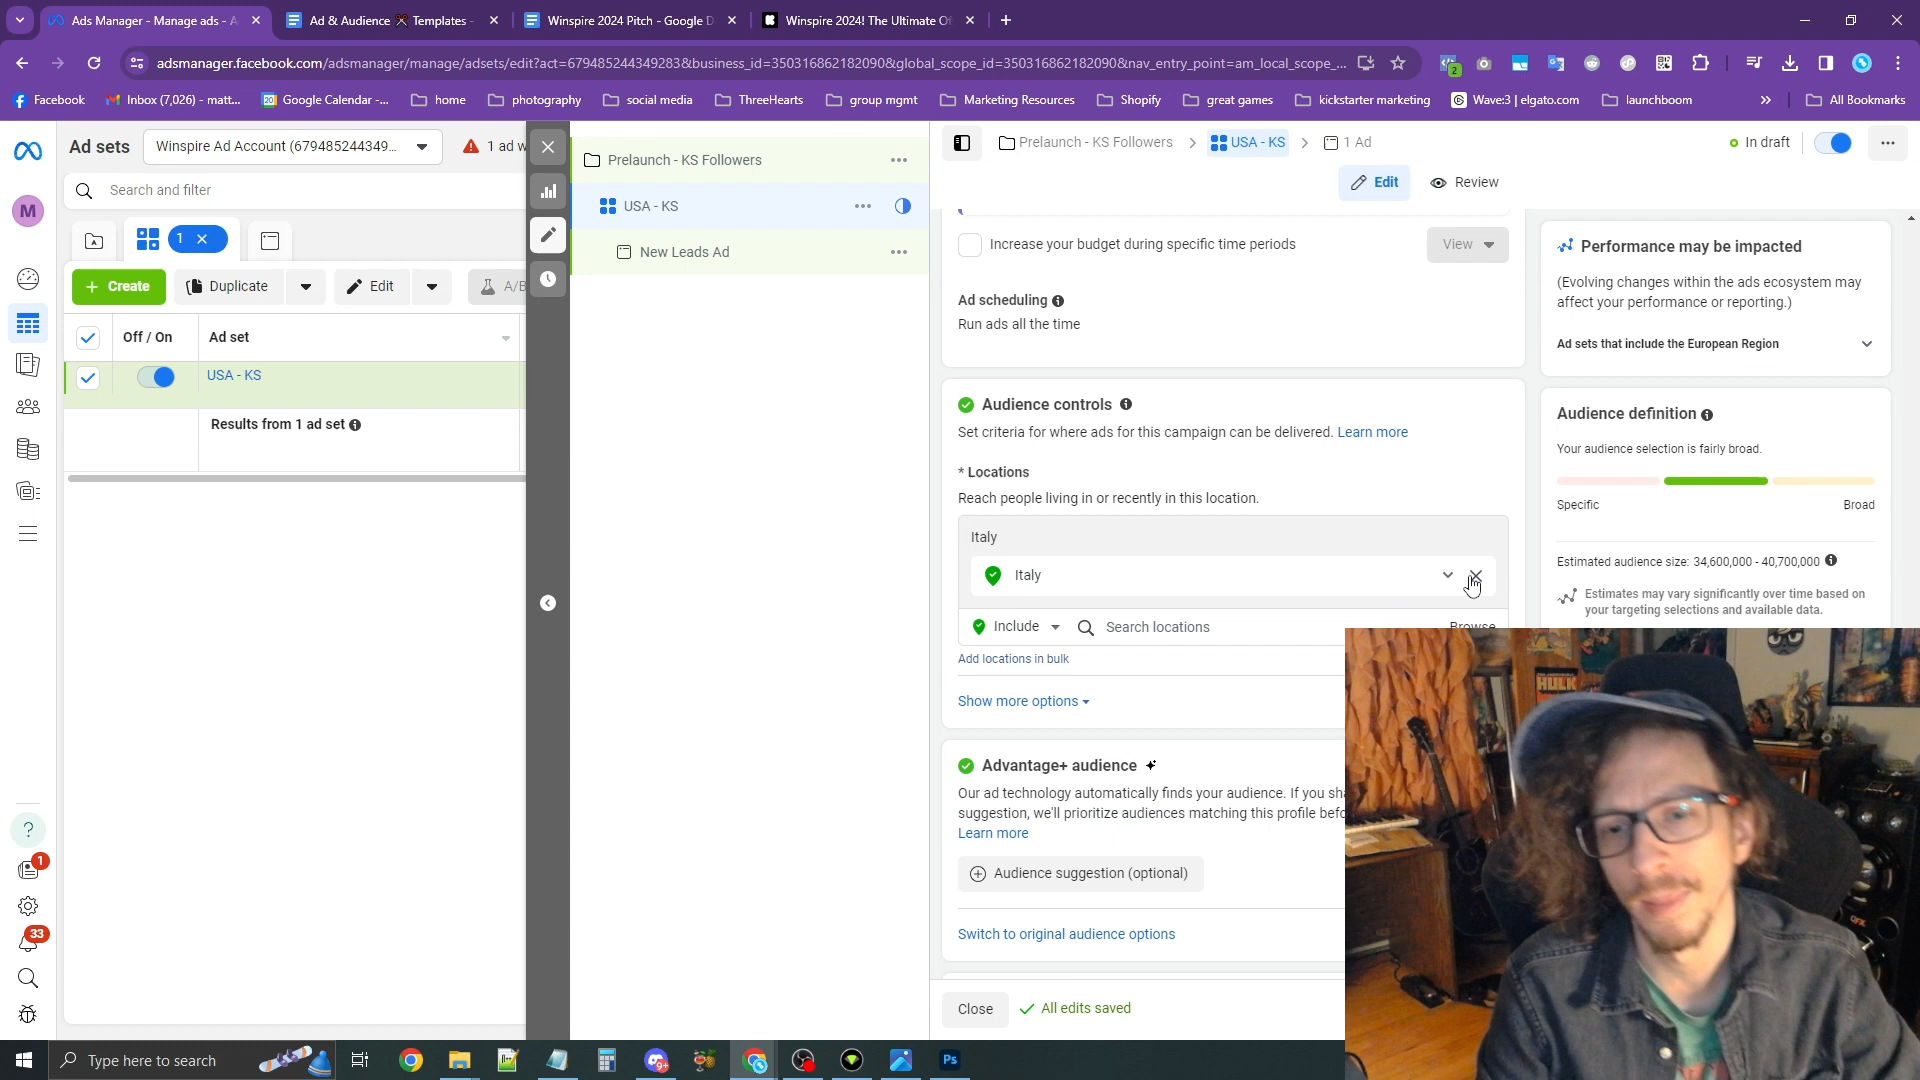 Ads Manager - Manage ads - A
Ad & Audience Templates -
Winspire 2024 Pitch - Google D
Winspire 2024! The Ultimate Of
adsmanager.facebook.com/adsmanager/manage/adsets/edit?act=679485244349283&business_id=350316862182090&global_scope_id=350316862182090&nav_entry_point=am_local_scope_...
2
Facebook
Inbox (7,026) - matt...
Google Calendar -...
home
photography
social media
ThreeHearts
group mgmt
Marketing Resources
Shopify
great games
kickstarter marketing
Wave:3 | elgato.com
launchboom
All Bookmarks
Ad sets
Winspire Ad Account (679485244349...
1 ad w
Prelaunch - KS Followers
Prelaunch - KS Followers
USA - KS
1 Ad
In draft
Search and filter
Edit
Review
M
USA - KS
1
New Leads Ad
Increase your budget during specific time periods
View
Performance may be impacted
(Evolving changes within the ads ecosystem may
affect your performance or reporting.)
Ad sets that include the European Region
Create
Duplicate
Edit
A/B
Ad scheduling
Run ads all the time
Off / On
Ad set
USA - KS
Results from 1 ad set
Audience controls
Set criteria for where ads for this campaign can be delivered. Learn more
* Locations
Reach people living in or recently in this location.
Italy
Italy
Include
Search locations
Browse
Add locations in bulk
Show more options
Audience definition
Your audience selection is fairly broad.
Specific
Broad
Estimated audience size: 34,600,000 - 40,700,000
Estimates may vary significantly over time based on
your targeting selections and available data.
HULK
Advantage+ audience
Our ad technology automatically finds your audience. If you sha
suggestion, we'll prioritize audiences matching this profile befo
Learn more
Audience suggestion (optional)
Switch to original audience options
?
1
33
Close
All edits saved
Type here to search
9+
Ps